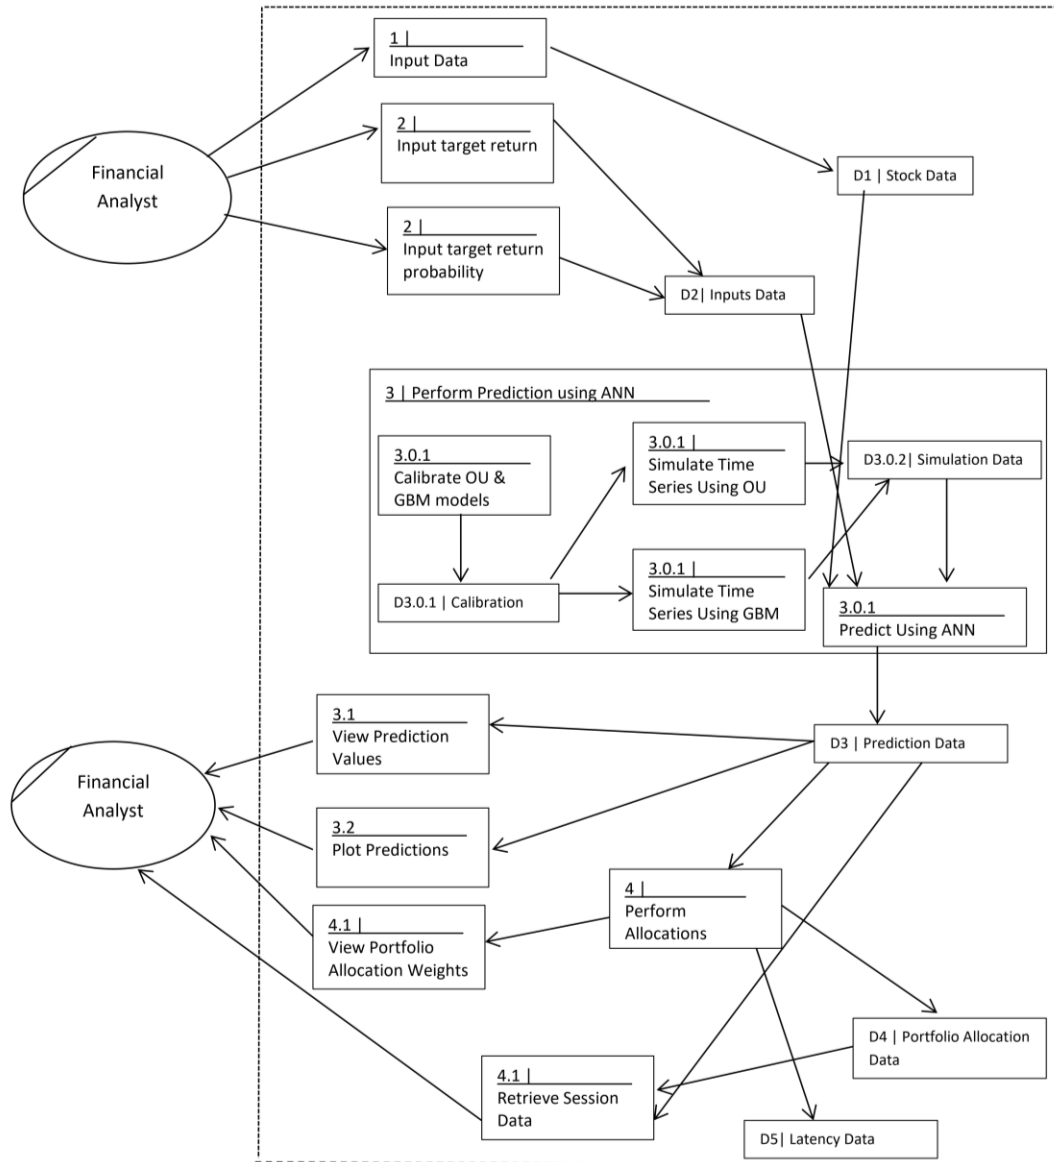 1 |
Input Data
2 |
Input target return
Financial
Analyst
D1 | Stock Data
2 |
Input target return
probability
D2| Inputs Data
3 | Perform Prediction using ANN
3.0.1
Calibrate OU &
GBM models
3.0.1 |
Simulate Time
Series Using OU
D3.0.2| Simulation Data
D3.0.1 | Calibration
3.0.1 |
Simulate Time
Series Using GBM
3.0.1
Predict Using ANN
3.1
View Prediction
Values
D3 | Prediction Data
Financial
Analyst
3.2
Plot Predictions
4 |
Perform
Allocations
4.1 |
View Portfolio
Allocation Weights
D4 | Portfolio Allocation
Data
4.1 |
Retrieve Session
Data
D5| Latency Data